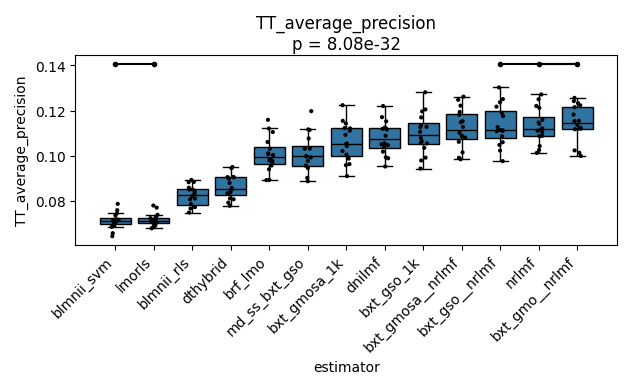 TT_average_precision
p = 8.08e-32
TT_average_precision
0.14
0.12
0.10
0.08
blmnii_svm
lmorls
blmnii_rls
dthybrid
brf_lmo
md_ss_bxt_gso
bxt_gmosa_1k
dnilmf
bxt_gso_1k
bxt_gmosa__nrlmf
bxt_gso__nrlmf
nrlmf
bxt_gmo__nrlmf
estimator